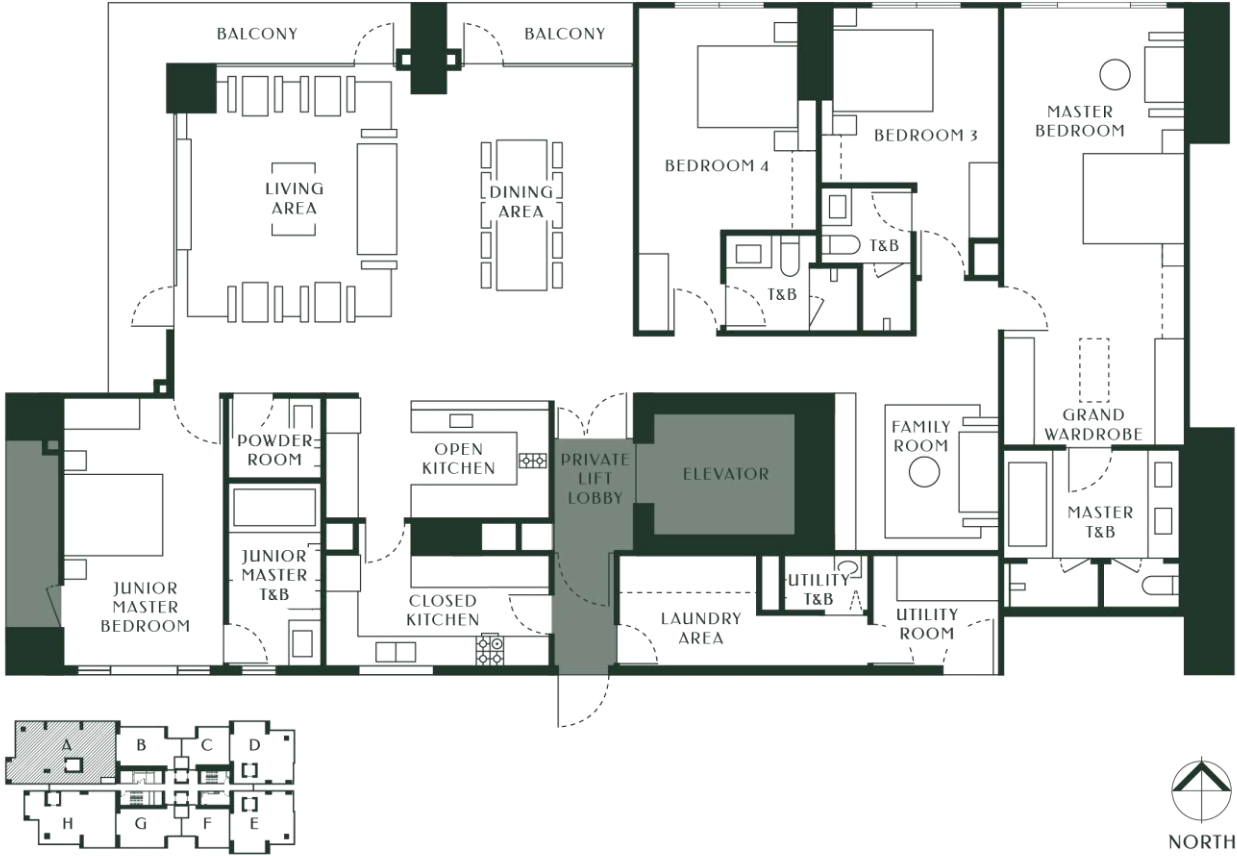 BALCONY
BALCONY
MASTER
BEDROOM
BEDROOM 3
BEDROOM 4
LIVING
AREA
DINING
AREA
T&B
T&B
GRAND
WARDROBE
FAMILY
ROOM
POWDER
ROOM
OPEN
KITCHEN
PRIVATE
LIFT
LOBBY
ELEVATOR
MASTER
T&B
JUNIOR
MASTER
T&B
JUNIOR
MASTER
BEDROOM
CLOSED
KITCHEN
LAUNDRY
AREA
UTILITY
T&B
UTILITY
ROOM
A
B
C
D
H
G
F
E
NORTH